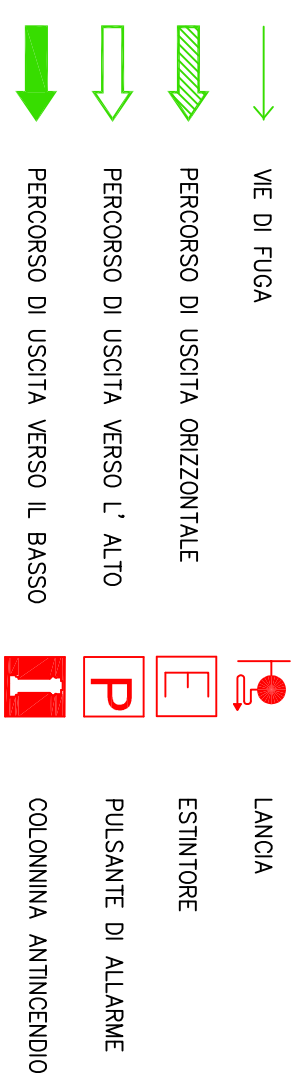 VIE DI FUGA
PERCORSO DI USCITA ORIZZONTALE
PERCORSO DI USCITA VERSO L' ALTO
PERCORSO DI USCITA VERSO IL BASSO
LANCIA
E ESTINTORE
P PULSANTE DI ALLARME
COLONNINA ANTINCENDIO